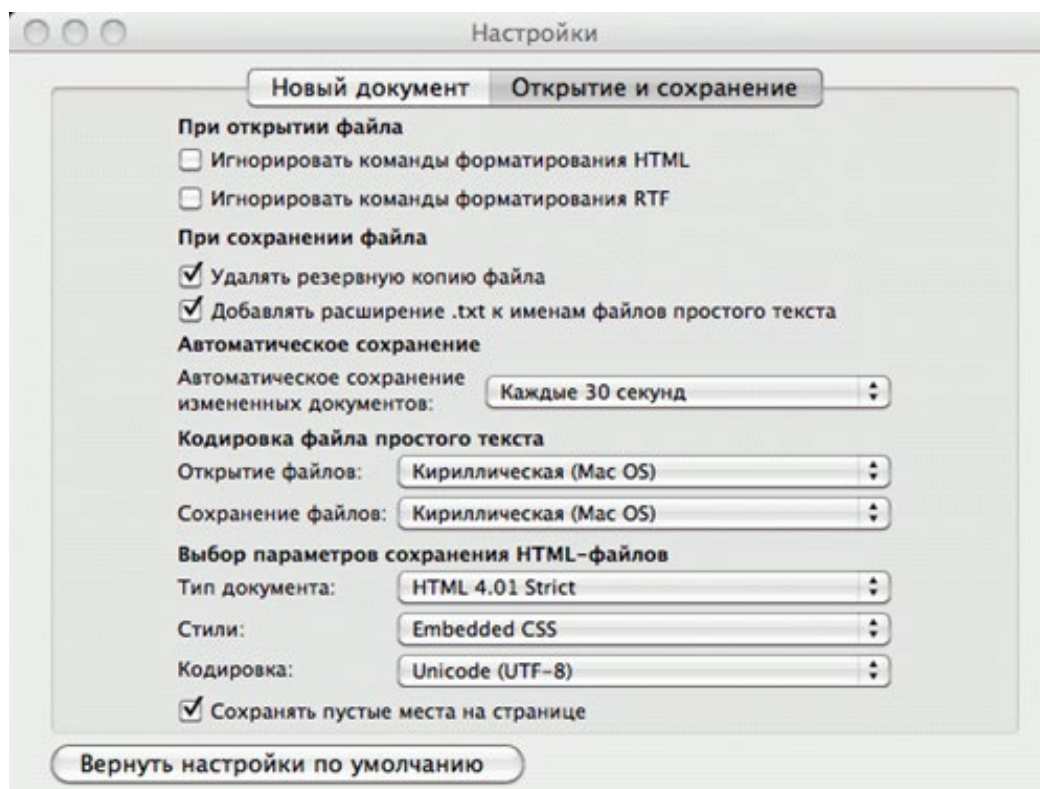 Настройки
Новый документ
Открытие и сохранение
При открытии файла
Игнорировать команды форматирования HTML
Игнорировать команды форматирования RTF
При сохранении файла
Удалять резервную копию файла
Добавлять расширение .txt к именам файлов простого текста
Автоматическое сохранение
Автоматическое сохранение
измененных документов:
Каждые 30 секунд
Кодировка файла простого текста
Открытие файлов: Кириллическая (Mac OS)
Сохранение файлов: Кириллическая (Mac OS)
Выбор параметров сохранения HTML-файлов
Тип документа: HTML 4.01 Strict
Стили: Embedded CSS
Кодировка: Unicode (UTF-8)
Сохранять пустые места на странице
Вернуть настройки по умолчанию